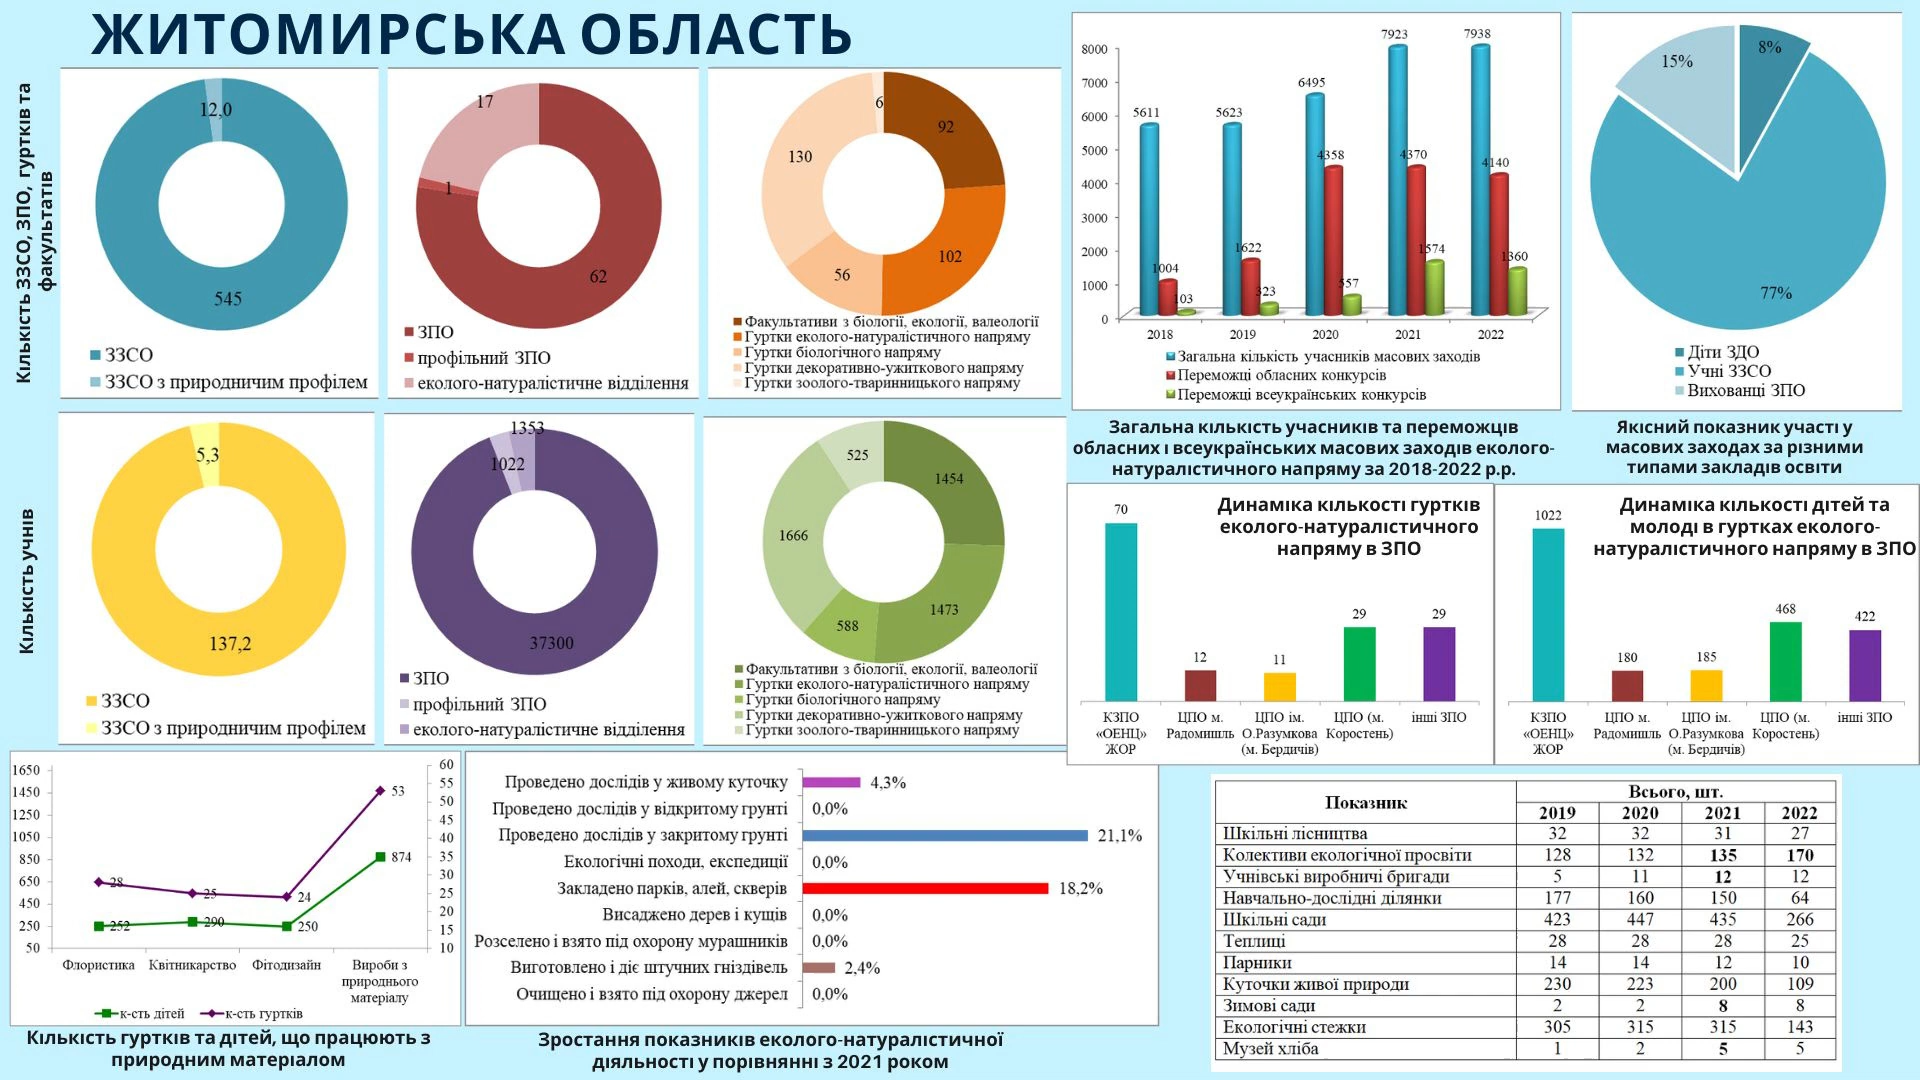 ЖИТОМИРСЬКА ОБЛАСТЬ
Кількість ЗЗСО, ЗПО, гуртків та
факультатів
12,0
545
ЗЗСО
ЗЗСО з природничим профілем
17
1
62
ЗПО
профільний ЗПО
еколого-натуралістичне відділення
6
92
130
102
56
Факультативи з біології, екології, валеології
Гуртки еколого-натуралістичного напряму
Гуртки біологічного напряму
Гуртки декоративно-ужиткового напряму
Гуртки зоолого-тваринницького напряму
8000
7000
6000
5000
4000
3000
2000
1000
0
5611
1004
103
5623
1622
323
6495
4358
557
7923
4370
1574
7938
4140
1360
2018 2019 2020 2021 2022
Загальна кількість учасників масових заходів
Переможці обласних конкурсів
Переможці всеукраїнських конкурсів
Загальна кількість учасників та переможців
обласних і всеукраїнських масових заходів еколого-
натуралістичного напряму за 2018-2022 р.р.
8%
15%
77%
Діти ЗДО
Учні ЗЗСО
Вихованці ЗПО
Якісний показник участі у
масових заходах за різними
типами закладів освіти
Кількість учнів
5,3
137,2
ЗЗСО
ЗЗСО з природничим профілем
1353
1022
37300
ЗПО
профільний ЗПО
еколого-натуралістичне відділення
525
1454
1666
1473
588
Факультативи з біології, екології, валеології
Гуртки еколого-натуралістичного напряму
Гуртки біологічного напряму
Гуртки декоративно-ужиткового напряму
Гуртки зоолого-тваринницького напряму
Динаміка кількості гуртків
еколого-натуралістичного
напряму в ЗПО
70
12
11
29
29
КЗПО ЦПО м. ЦПО ім. ЦПО (м. інші ЗПО
«ОЕНЦ» Радомишль О.Разумкова Коростень)
ЖОР (м. Бердичів)
Динаміка кількості дітей та
молоді в гуртках еколого-
натуралістичного напряму в ЗПО
1022
180
185
468
422
КЗПО ЦПО м. ЦПО ім. ЦПО (м. інші ЗПО
«ОЕНЦ» Радомишль О.Разумкова Коростень)
ЖОР (м. Бердичів)
1650
1450
1250
1050
850
650
450
250
50
60
55
50
45
40
35
30
25
20
15
10
28
25
24
53
252
290
250
874
Флористика Квітникарство Фітодизайн Вироби з
природнього
матеріалу
к-сть дітей к-сть гуртків
Кількість гуртків та дітей, що працюють з
природним матеріалом
Проведено дослідів у живому куточку 4,3%
Проведено дослідів у відкритому грунті 0,0%
Проведено дослідів у закритому грунті 21,1%
Екологічні походи, експедиції 0,0%
Закладено парків, алей, скверів 18,2%
Висаджено дерев і кущів 0,0%
Розселено і взято під охорону мурашників 0,0%
Виготовлено і діє штучних гніздівель 2,4%
Очищено і взято під охорону джерел 0,0%
Зростання показників еколого-натуралістичної
діяльності у порівнянні з 2021 роком
Показник Всього, шт.
2019 2020 2021 2022
Шкільні лісництва 32 32 31 27
Колективи екологічної просвіти 128 132 135 170
Учнівські виробничі бригади 5 11 12 12
Навчально-дослідні ділянки 177 160 150 64
Шкільні сади 423 447 435 266
Теплиці 28 28 28 25
Парники 14 14 12 10
Куточки живої природи 230 223 200 109
Зимові сади 2 2 8 8
Екологічні стежки 305 315 315 143
Музей хліба 1 2 5 5